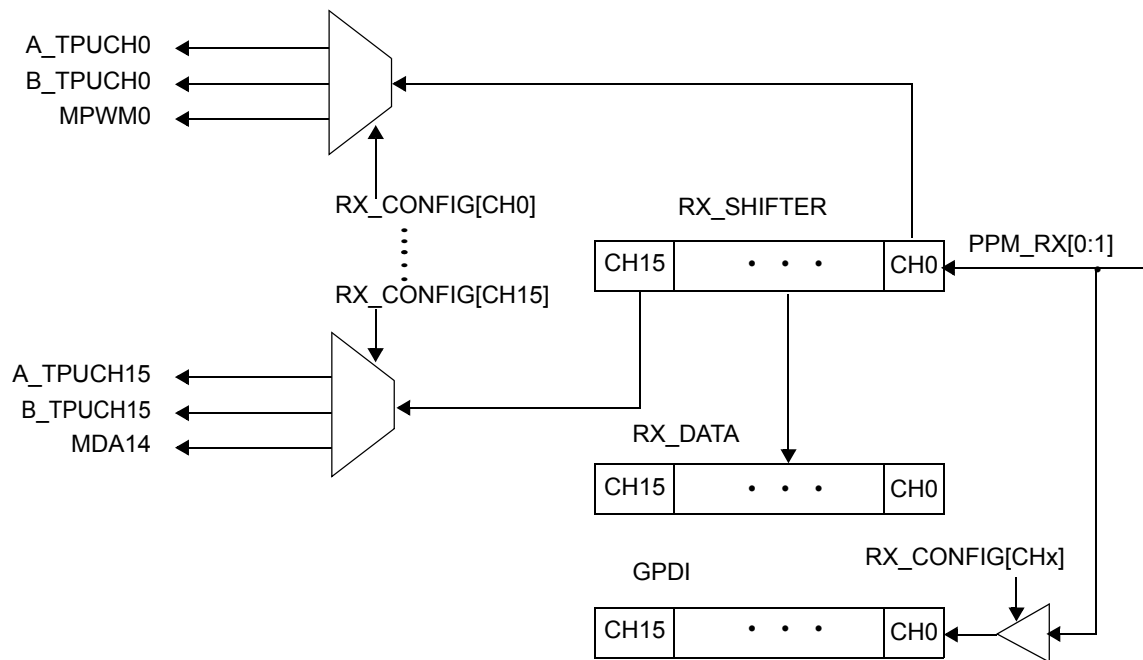 A_TPUCH0
B_TPUCH0
MPWM0
RX_CONFIG[CH0]
RX_SHIFTER
PPM_RX[0:1]
CH15 • • • CH0
RX_CONFIG[CH15]
A_TPUCH15
B_TPUCH15
MDA14
RX_DATA
CH15 • • • CH0
RX_CONFIG[CHx]
GPDI
CH15 • • • CH0